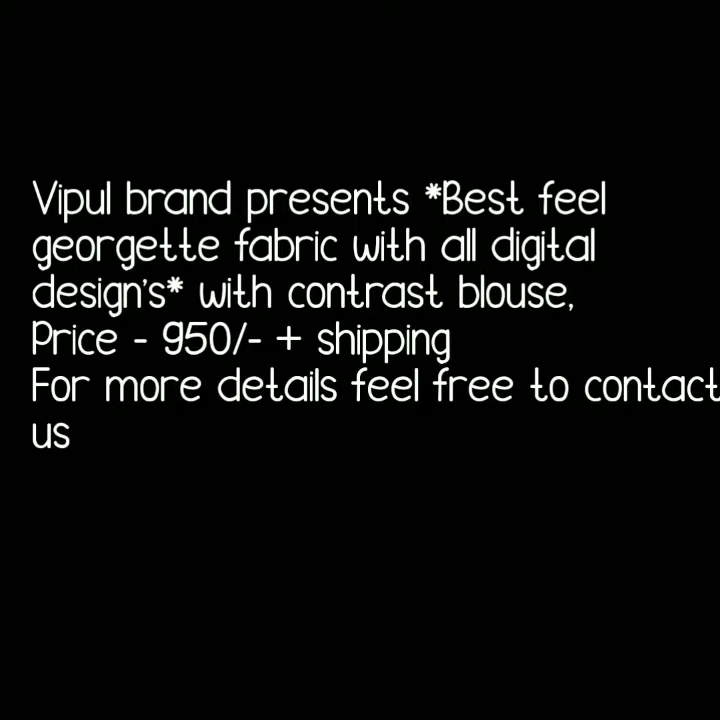 Vipul brand presents *Best feel
georgette fabric with all digital
design's* with contrast blouse,
Price - 950/- + shipping
For more details feel free to contact
us